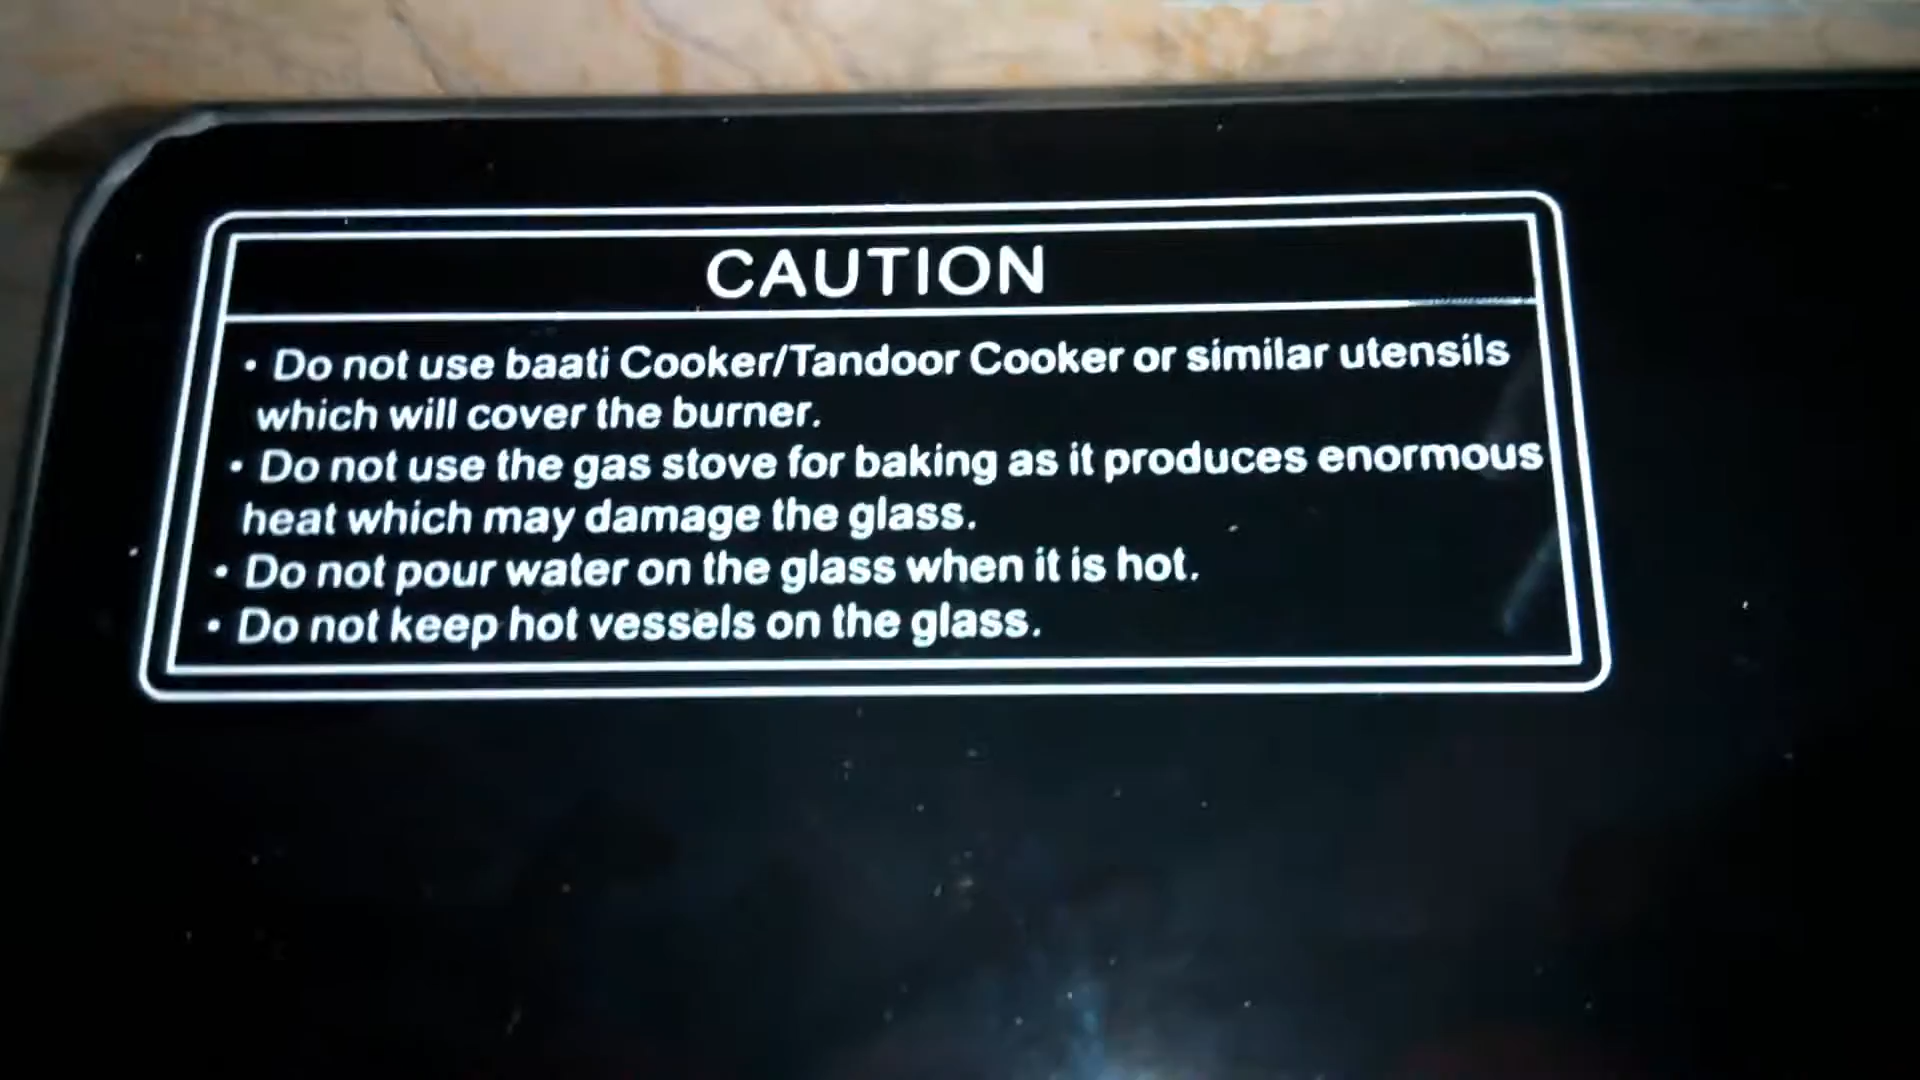 CAUTION
• Do not use baati Cooker/Tandoor Cooker or similar utensils
which will cover the burner.
• Do not use the gas stove for baking as it produces enormous
heat which may damage the glass.
• Do not pour water on the glass when it is hot.
• Do not keep hot vessels on the glass.